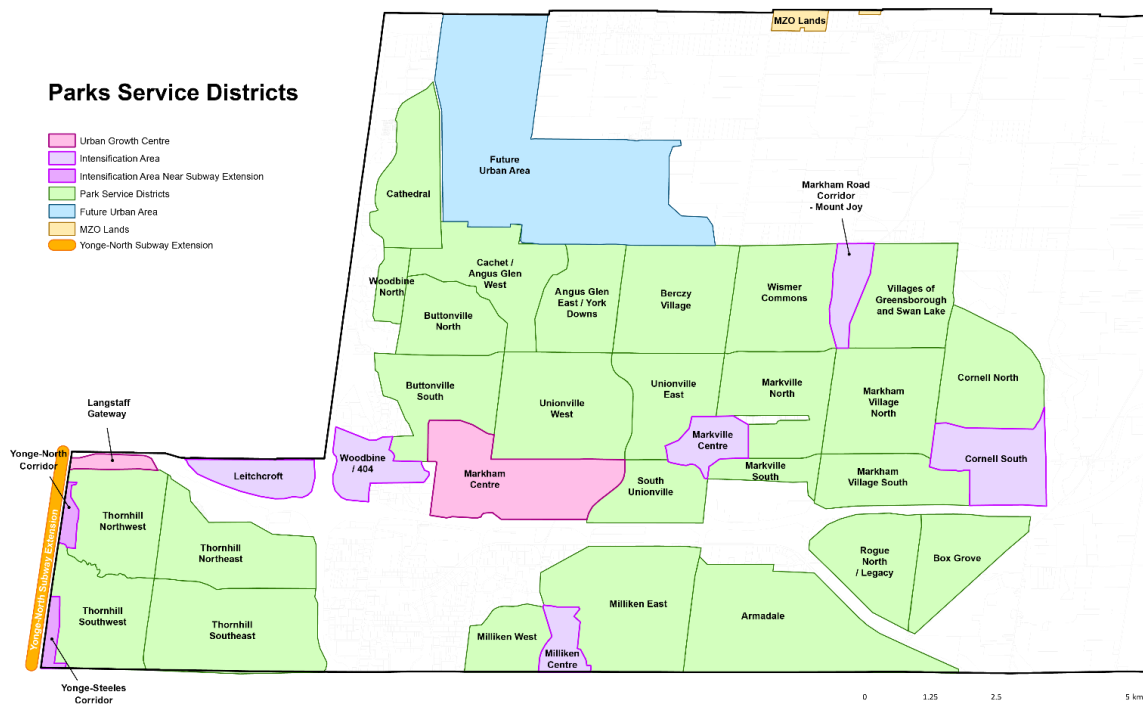 MZO Lands
Parks Service Districts
Urban Growth Centre
Intensification Area
Intensification Area Near Subway Extension
Park Service Districts
Future Urban Area
MZO Lands
Yonge-North Subway Extension
Future
Urban Area
Cathedral
Markham Road
Corridor
- Mount Joy
Woodbine
North
Cachet /
Angus Glen
West
Angus Glen
East / York
Downs
Berczy
Village
Wismer
Commons
Villages of
Greensborough
and Swan Lake
Buttonville
North
Buttonville
South
Unionville
West
Unionville
East
Markville
North
Markham
Village
North
Cornell North
Langstaff
Gateway
Yonge-North
Corridor
Leitchcroft
Woodbine
/ 404
Markham
Centre
Markville
Centre
South
Unionville
Markville
South
Markham
Village South
Cornell South
Thornhill
Northwest
Thornhill
Northeast
Yonge-North Subway Extension
Rogue
North
/ Legacy
Box Grove
Thornhill
Southwest
Thornhill
Southeast
Milliken West
Milliken
Centre
Milliken East
Armadale
Yonge-Steeles
Corridor
0 1.25 2.5 5 km